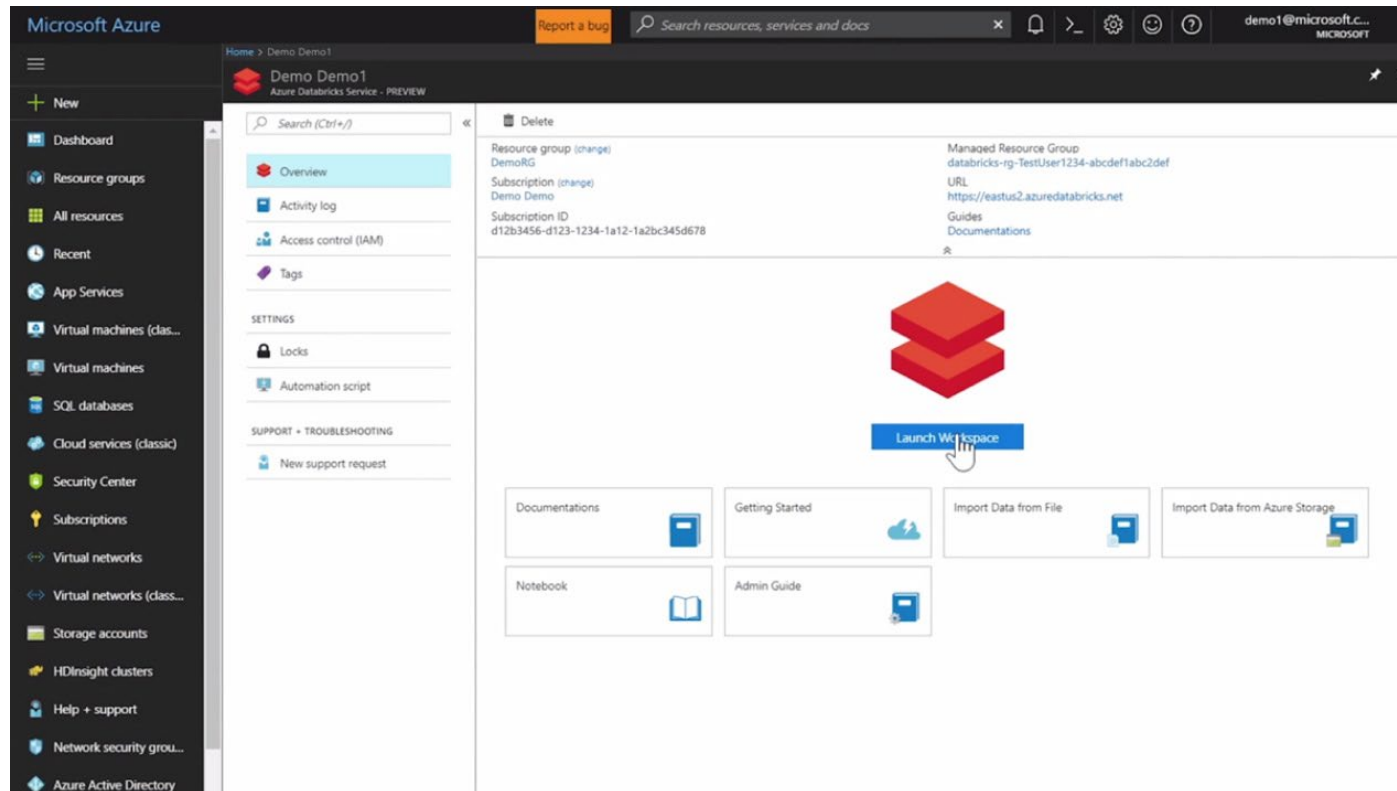 Microsoft Azure
Report a bug
Search resources, services and docs
demo1@microsoft.c...
MICROSOFT
Home > Demo Demo1
Demo Demo1
Azure Databricks Service - PREVIEW
New
Dashboard
Resource groups
All resources
Recent
App Services
Virtual machines (clas...
Virtual machines
SQL databases
Cloud services (classic)
Security Center
Subscriptions
Virtual networks
Virtual networks (class...
Storage accounts
HDInsight clusters
Help + support
Network security grou...
Azure Active Directory
Search (Ctrl+/)
Overview
Activity log
Access control (IAM)
Tags
SETTINGS
Locks
Automation script
SUPPORT + TROUBLESHOOTING
New support request
Delete
Resource group (change)
DemoRG
Subscription (change)
Demo Demo
Subscription ID
d12b3456-d123-1234-1a12-1a2bc345d678
Managed Resource Group
databricks-rg-TestUser1234-abcdef1abc2def
URL
https://eastus2.azuredatabricks.net
Guides
Documentations
Launch Workspace
Documentations
Getting Started
Import Data from File
Import Data from Azure Storage
Notebook
Admin Guide